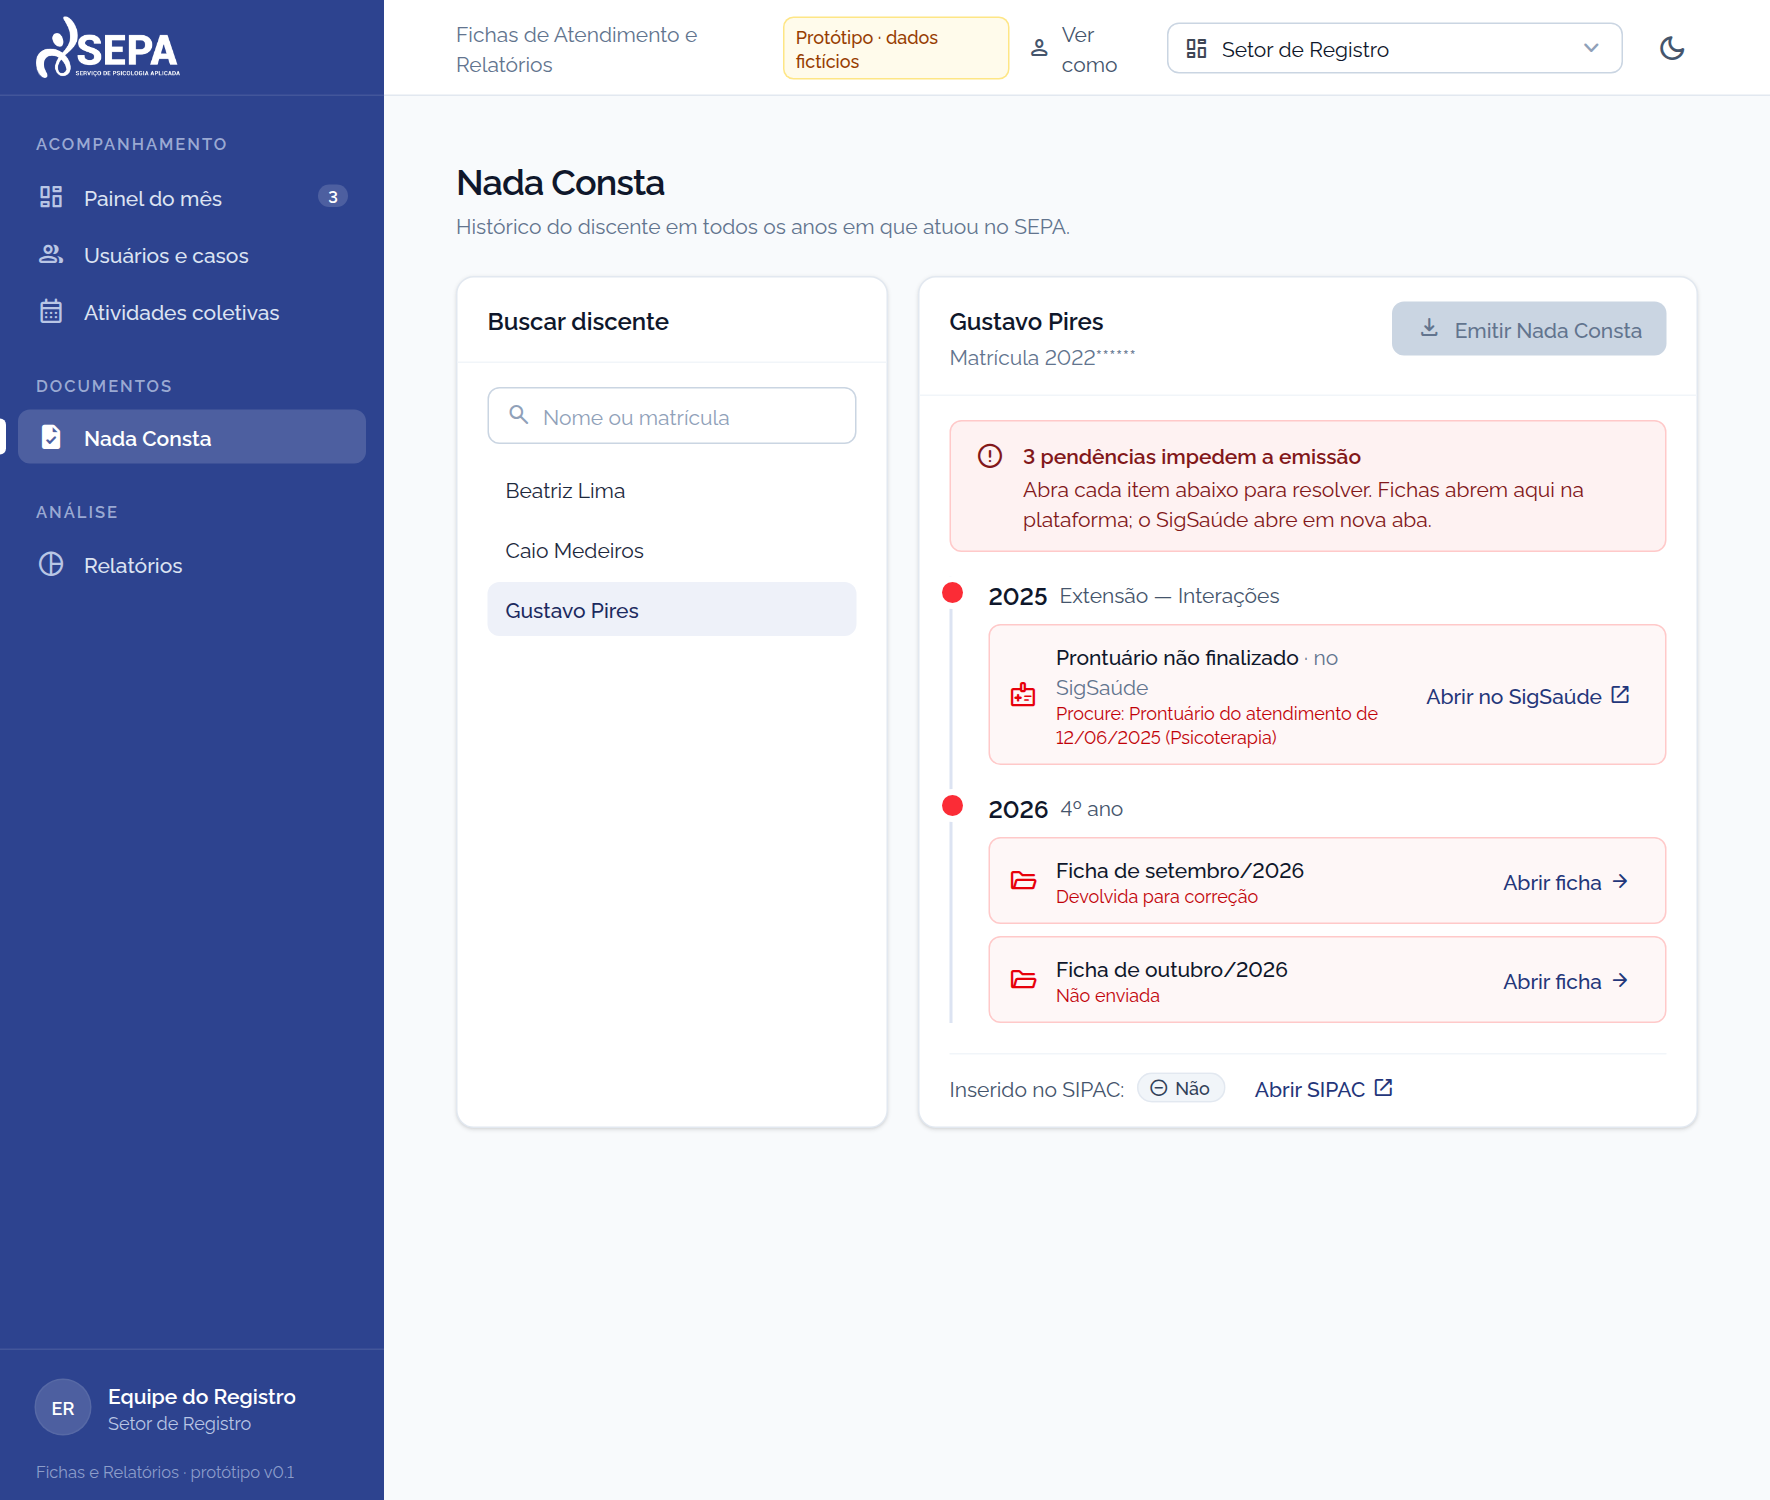 SEPA
SERVIÇO DE PSICOLOGIA APLICADA
ACOMPANHAMENTO
Painel do mês 3
Usuários e casos
Atividades coletivas
DOCUMENTOS
Nada Consta
ANÁLISE
Relatórios
ER
Equipe do Registro
Setor de Registro
Fichas e Relatórios · protótipo v0.1
Fichas de Atendimento e
Relatórios
Protótipo · dados
fictícios
Ver
como
Setor de Registro
Nada Consta
Histórico do discente em todos os anos em que atuou no SEPA.
Buscar discente
Nome ou matrícula
Beatriz Lima
Caio Medeiros
Gustavo Pires
Gustavo Pires
Matrícula 2022******
Emitir Nada Consta
3 pendências impedem a emissão
Abra cada item abaixo para resolver. Fichas abrem aqui na
plataforma; o SigSaúde abre em nova aba.
2025 Extensão — Interações
Prontuário não finalizado · no
SigSaúde
Procure: Prontuário do atendimento de
12/06/2025 (Psicoterapia)
Abrir no SigSaúde
2026 4º ano
Ficha de setembro/2026
Devolvida para correção
Abrir ficha
Ficha de outubro/2026
Não enviada
Abrir ficha
Inserido no SIPAC: Não Abrir SIPAC